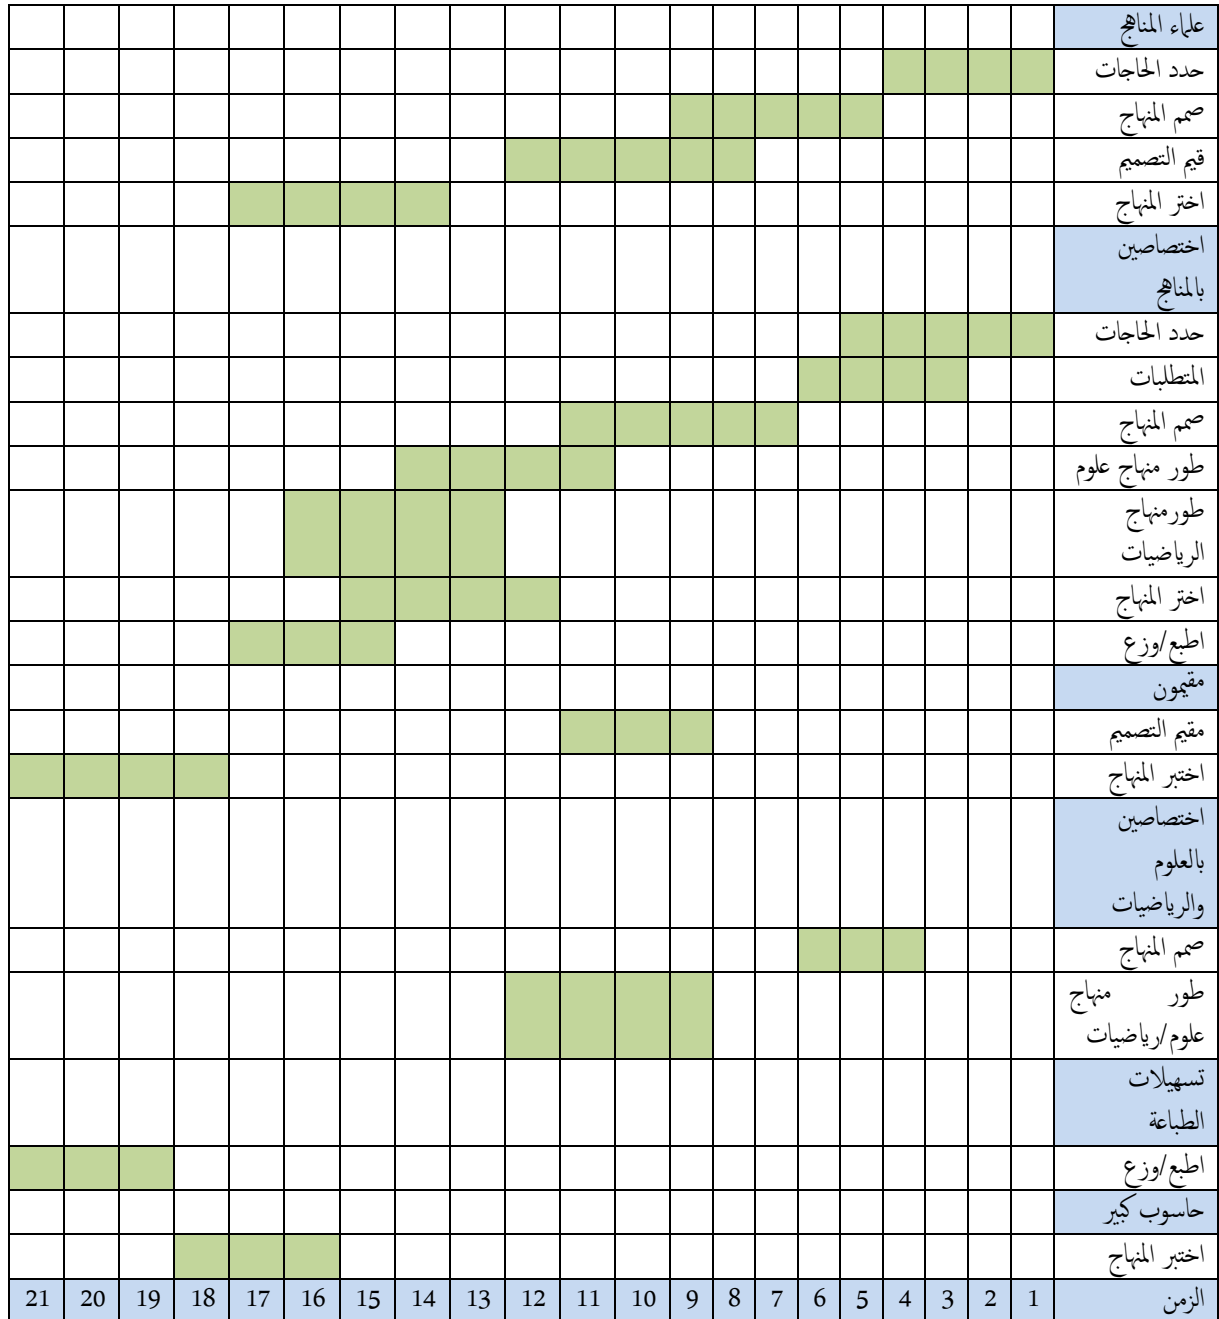 علماء المناهج
حدد الحاجات
صمم المنهاج
قيم التصميم
اختر المنهاج
اختصاصين
بالمناهج
حدد الحاجات
المتطلبات
صمم المنهاج
طور منهاج علوم
طورمنهاج
الرياضيات
اختر المنهاج
اطبع/وزع
مقيمون
مقيم التصميم
اختبر المنهاج
اختصاصين
بالعلوم
والرياضيات
صمم المنهاج
طور منهاج
علوم/رياضيات
تسهيلات
الطباعة
اطبع/وزع
حاسوب كبير
اختبر المنهاج
الزمن 1 2 3 4 5 6 7 8 9 10 11 12 13 14 15 16 17 18 19 20 21